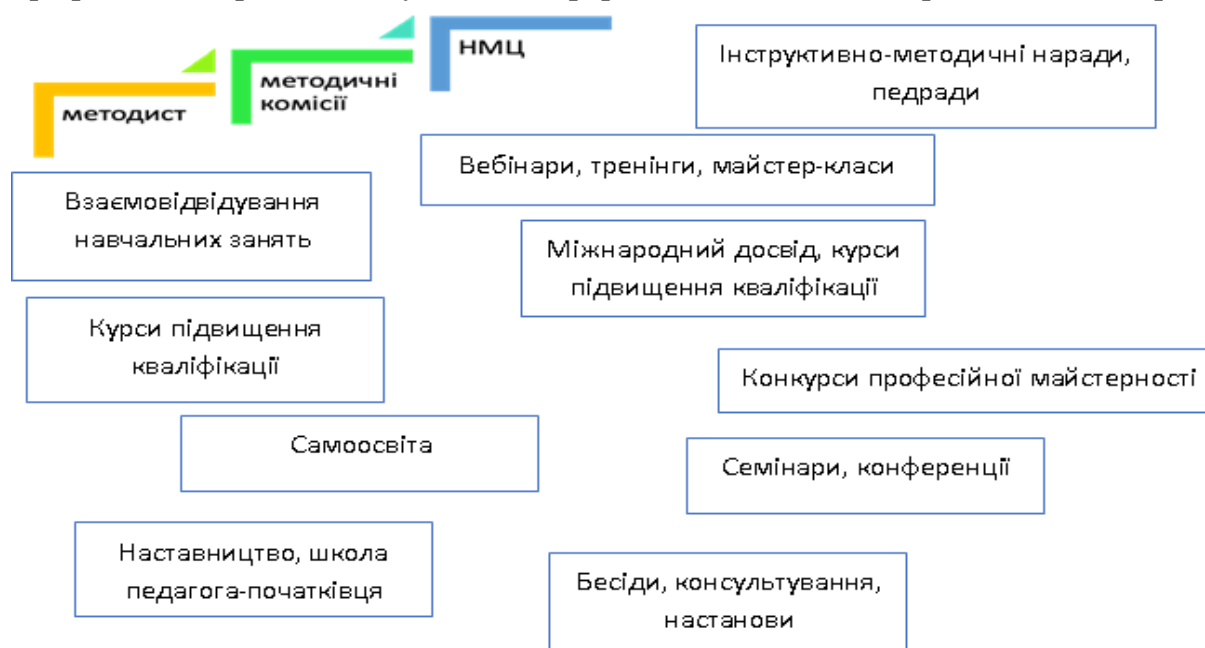 НМЦ
методичні
комісії
методист
Інструктивно-методичні наради,
педради
Вебінари, тренінги, майстер-класи
Взаємовідвідування
навчальних занять
Міжнародний досвід, курси
підвищення кваліфікації
Курси підвищення
кваліфікації
Конкурси професійної майстерності
Самоосвіта
Семінари, конференції
Наставництво, школа
педагога-початківця
Бесіди, консультування,
настанови